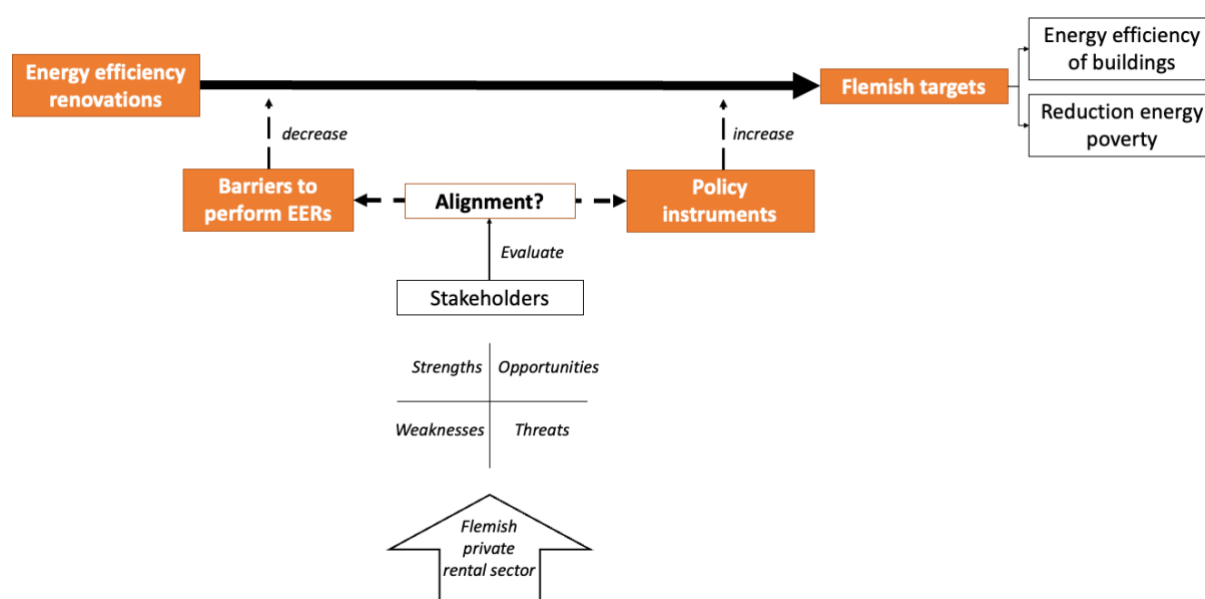 Energy efficiency
of buildings
Energy efficiency
renovations
Flemish targets
Reduction energy
poverty
decrease
increase
Barriers to
perform EERs
Alignment?
Policy
instruments
Evaluate
Stakeholders
Strengths
Opportunities
Weaknesses
Threats
Flemish
private
rental sector